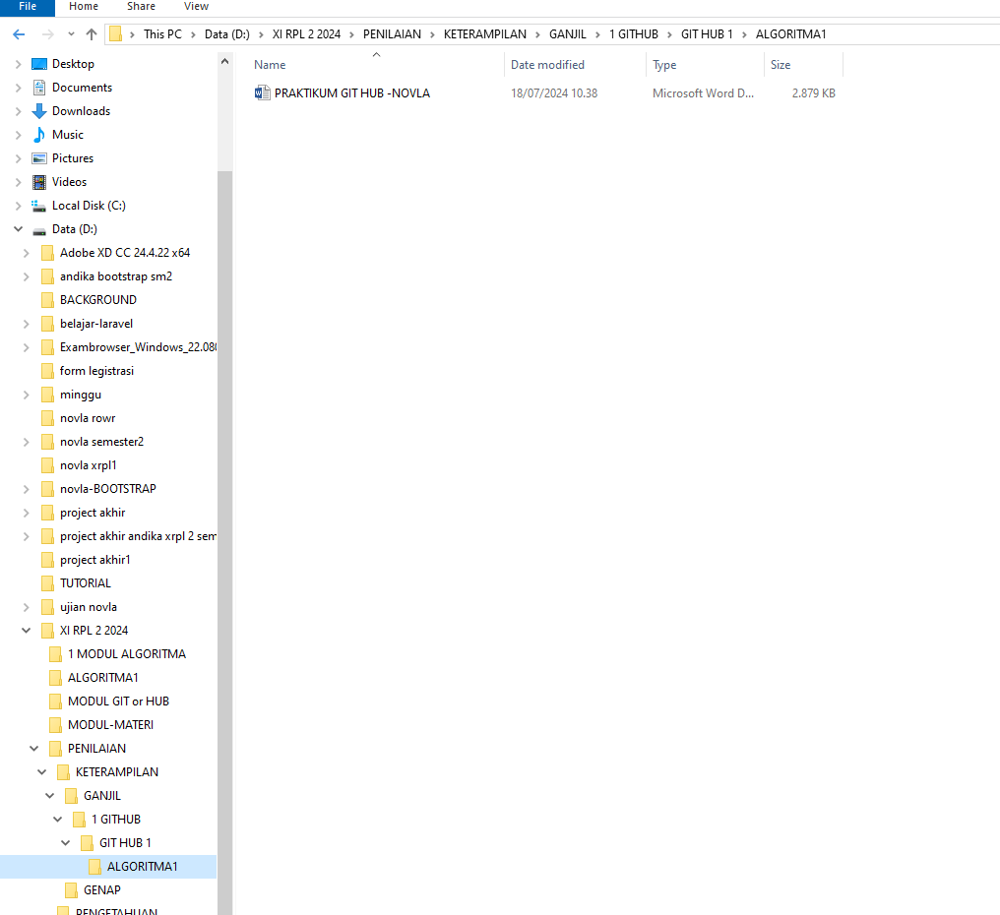 File Home Share View
This PC > Data (D:) > XI RPL 2 2024 > PENILAIAN > KETERAMPILAN > GANJIL > 1 GITHUB > GIT HUB 1 > ALGORITMA1
Name Date modified Type Size
PRAKTIKUM GIT HUB -NOVLA 18/07/2024 10.38 Microsoft Word D... 2.879 KB
Desktop
Documents
Downloads
Music
Pictures
Videos
Local Disk (C:)
Data (D:)
Adobe XD CC 24.4.22 x64
andika bootstrap sm2
BACKGROUND
belajar-laravel
Exambrowser_Windows_22.080
form legistrasi
minggu
novla rowr
novla semester2
novla xrpl1
novla-BOOTSTRAP
project akhir
project akhir andika xrpl 2 sem
project akhir1
TUTORIAL
ujian novla
XI RPL 2 2024
1 MODUL ALGORITMA
ALGORITMA1
MODUL GIT or HUB
MODUL-MATERI
PENILAIAN
KETERAMPILAN
GANJIL
1 GITHUB
GIT HUB 1
ALGORITMA1
GENAP
PENGETAHUAN